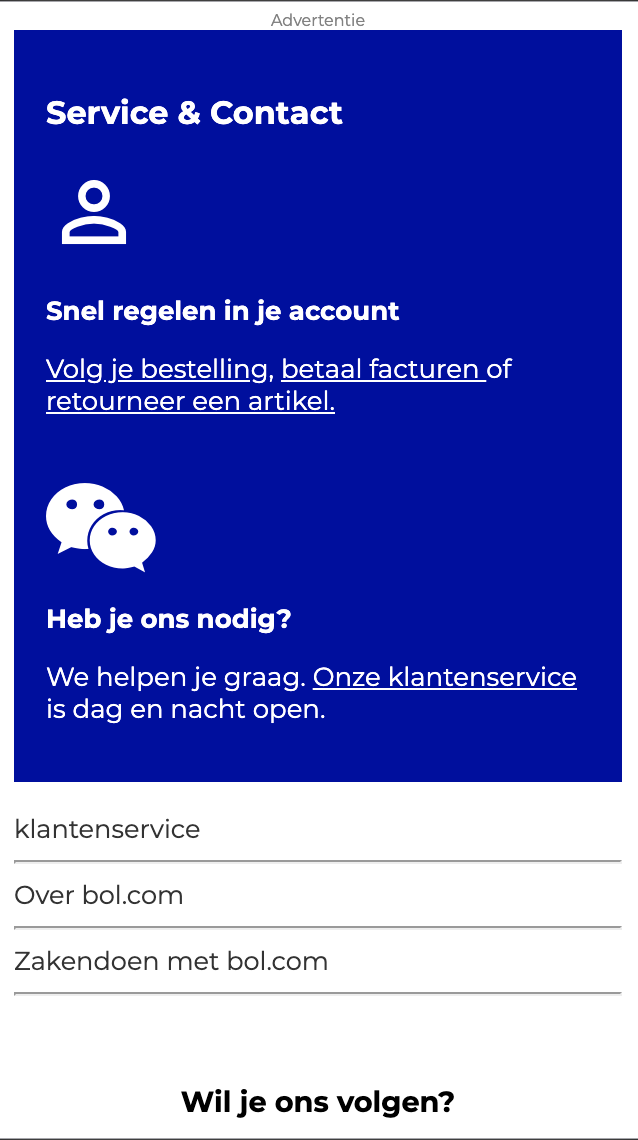 Advertentie
Service & Contact
Snel regelen in je account
Volg je bestelling, betaal facturen of
retourneer een artikel.
Heb je ons nodig?
We helpen je graag. Onze klantenservice
is dag en nacht open.
klantenservice
Over bol.com
Zakendoen met bol.com
Wil je ons volgen?